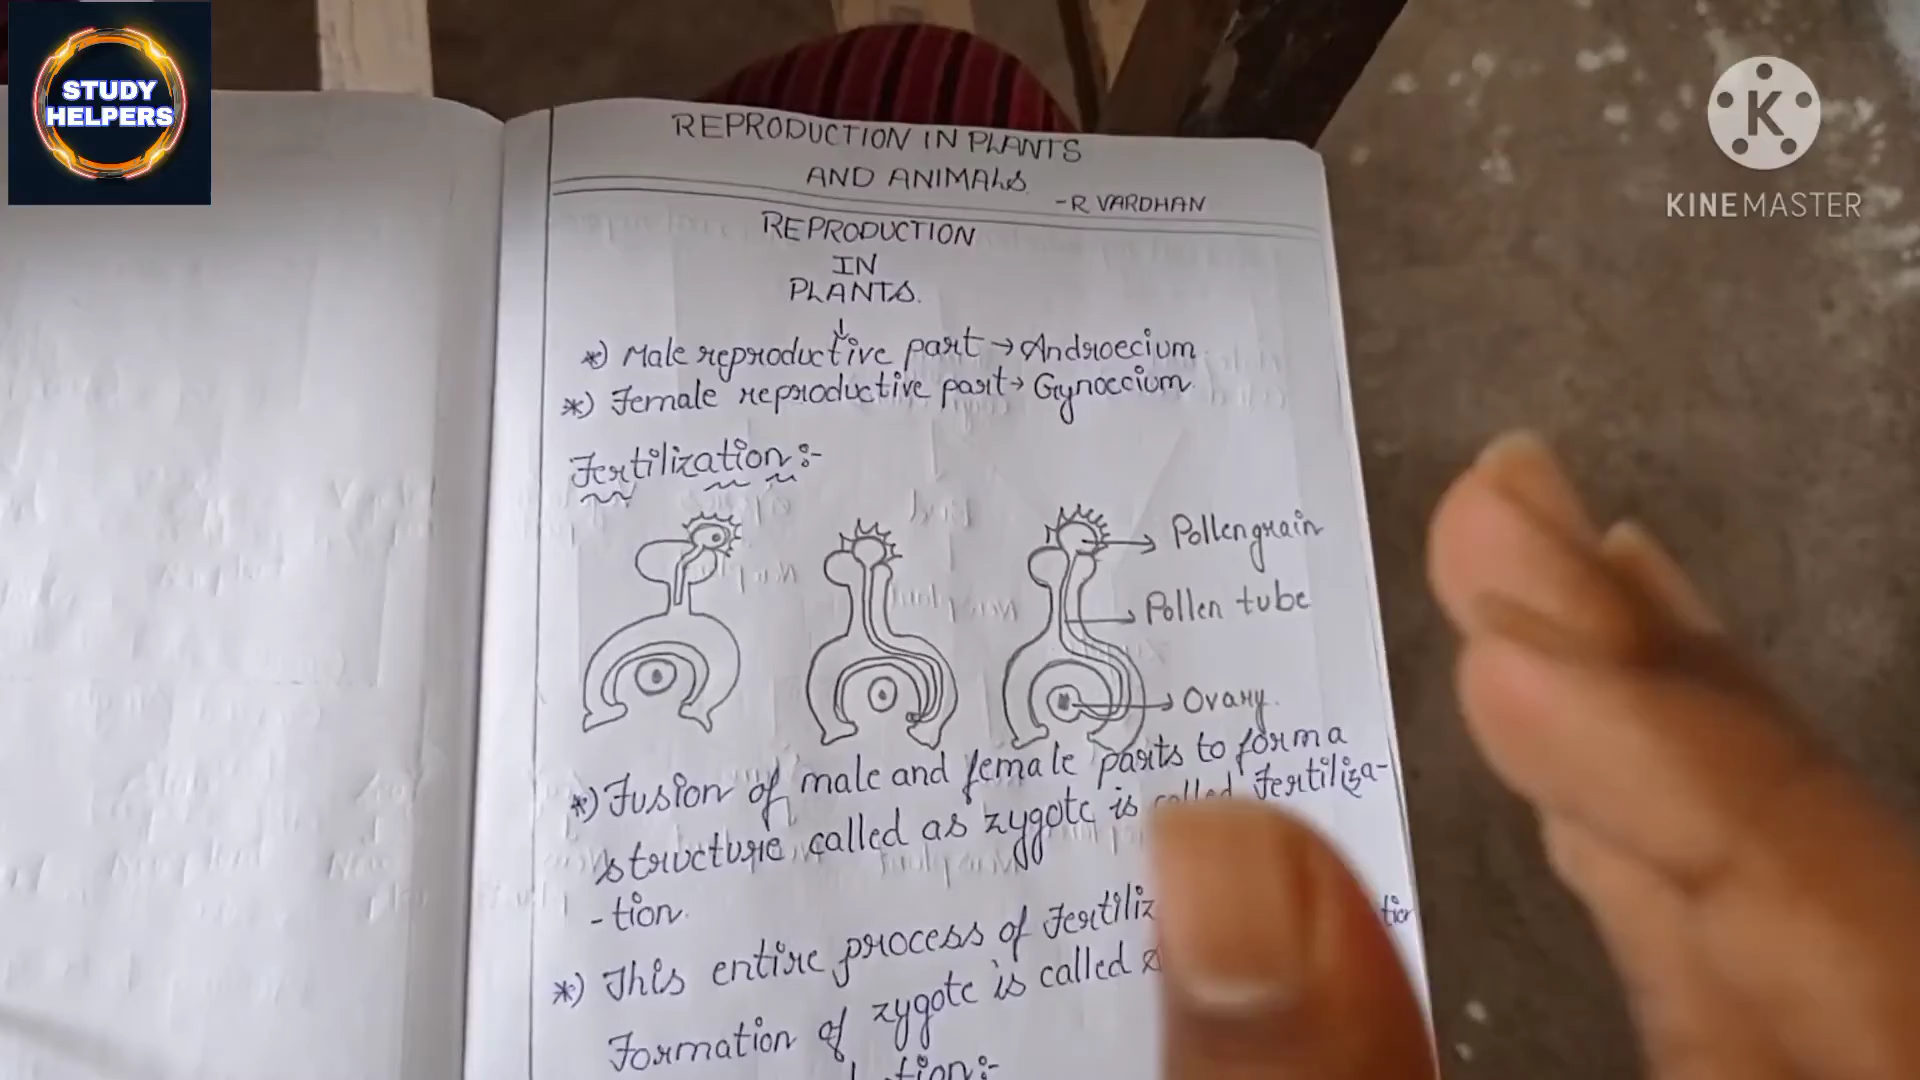 STUDY
HELPERS
K
KINEMASTER
REPRODUCTION IN PLANTS
AND ANIMALS.
-R VARDHAN
REPRODUCTION
IN
PLANTS.
*) Male reproductive part → Androecium
*) Female reproductive part → Gynoecium
Fertilization :-
Pollengrain
Pollen tube
Ovary.
*) Fusion of male and female parts to form a
structure called as zygote is called Fertiliza-
-tion.
*) This entire process of
Formation of zygote is called